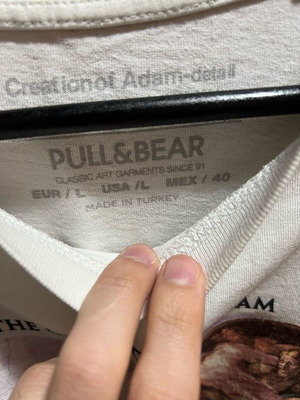 Creation of Adam-detail
PULL&BEAR
CLASSIC ART GARMENTS SINCE 91
EUR / L USA / L MEX / 40
MADE IN TURKEY
THE
AM